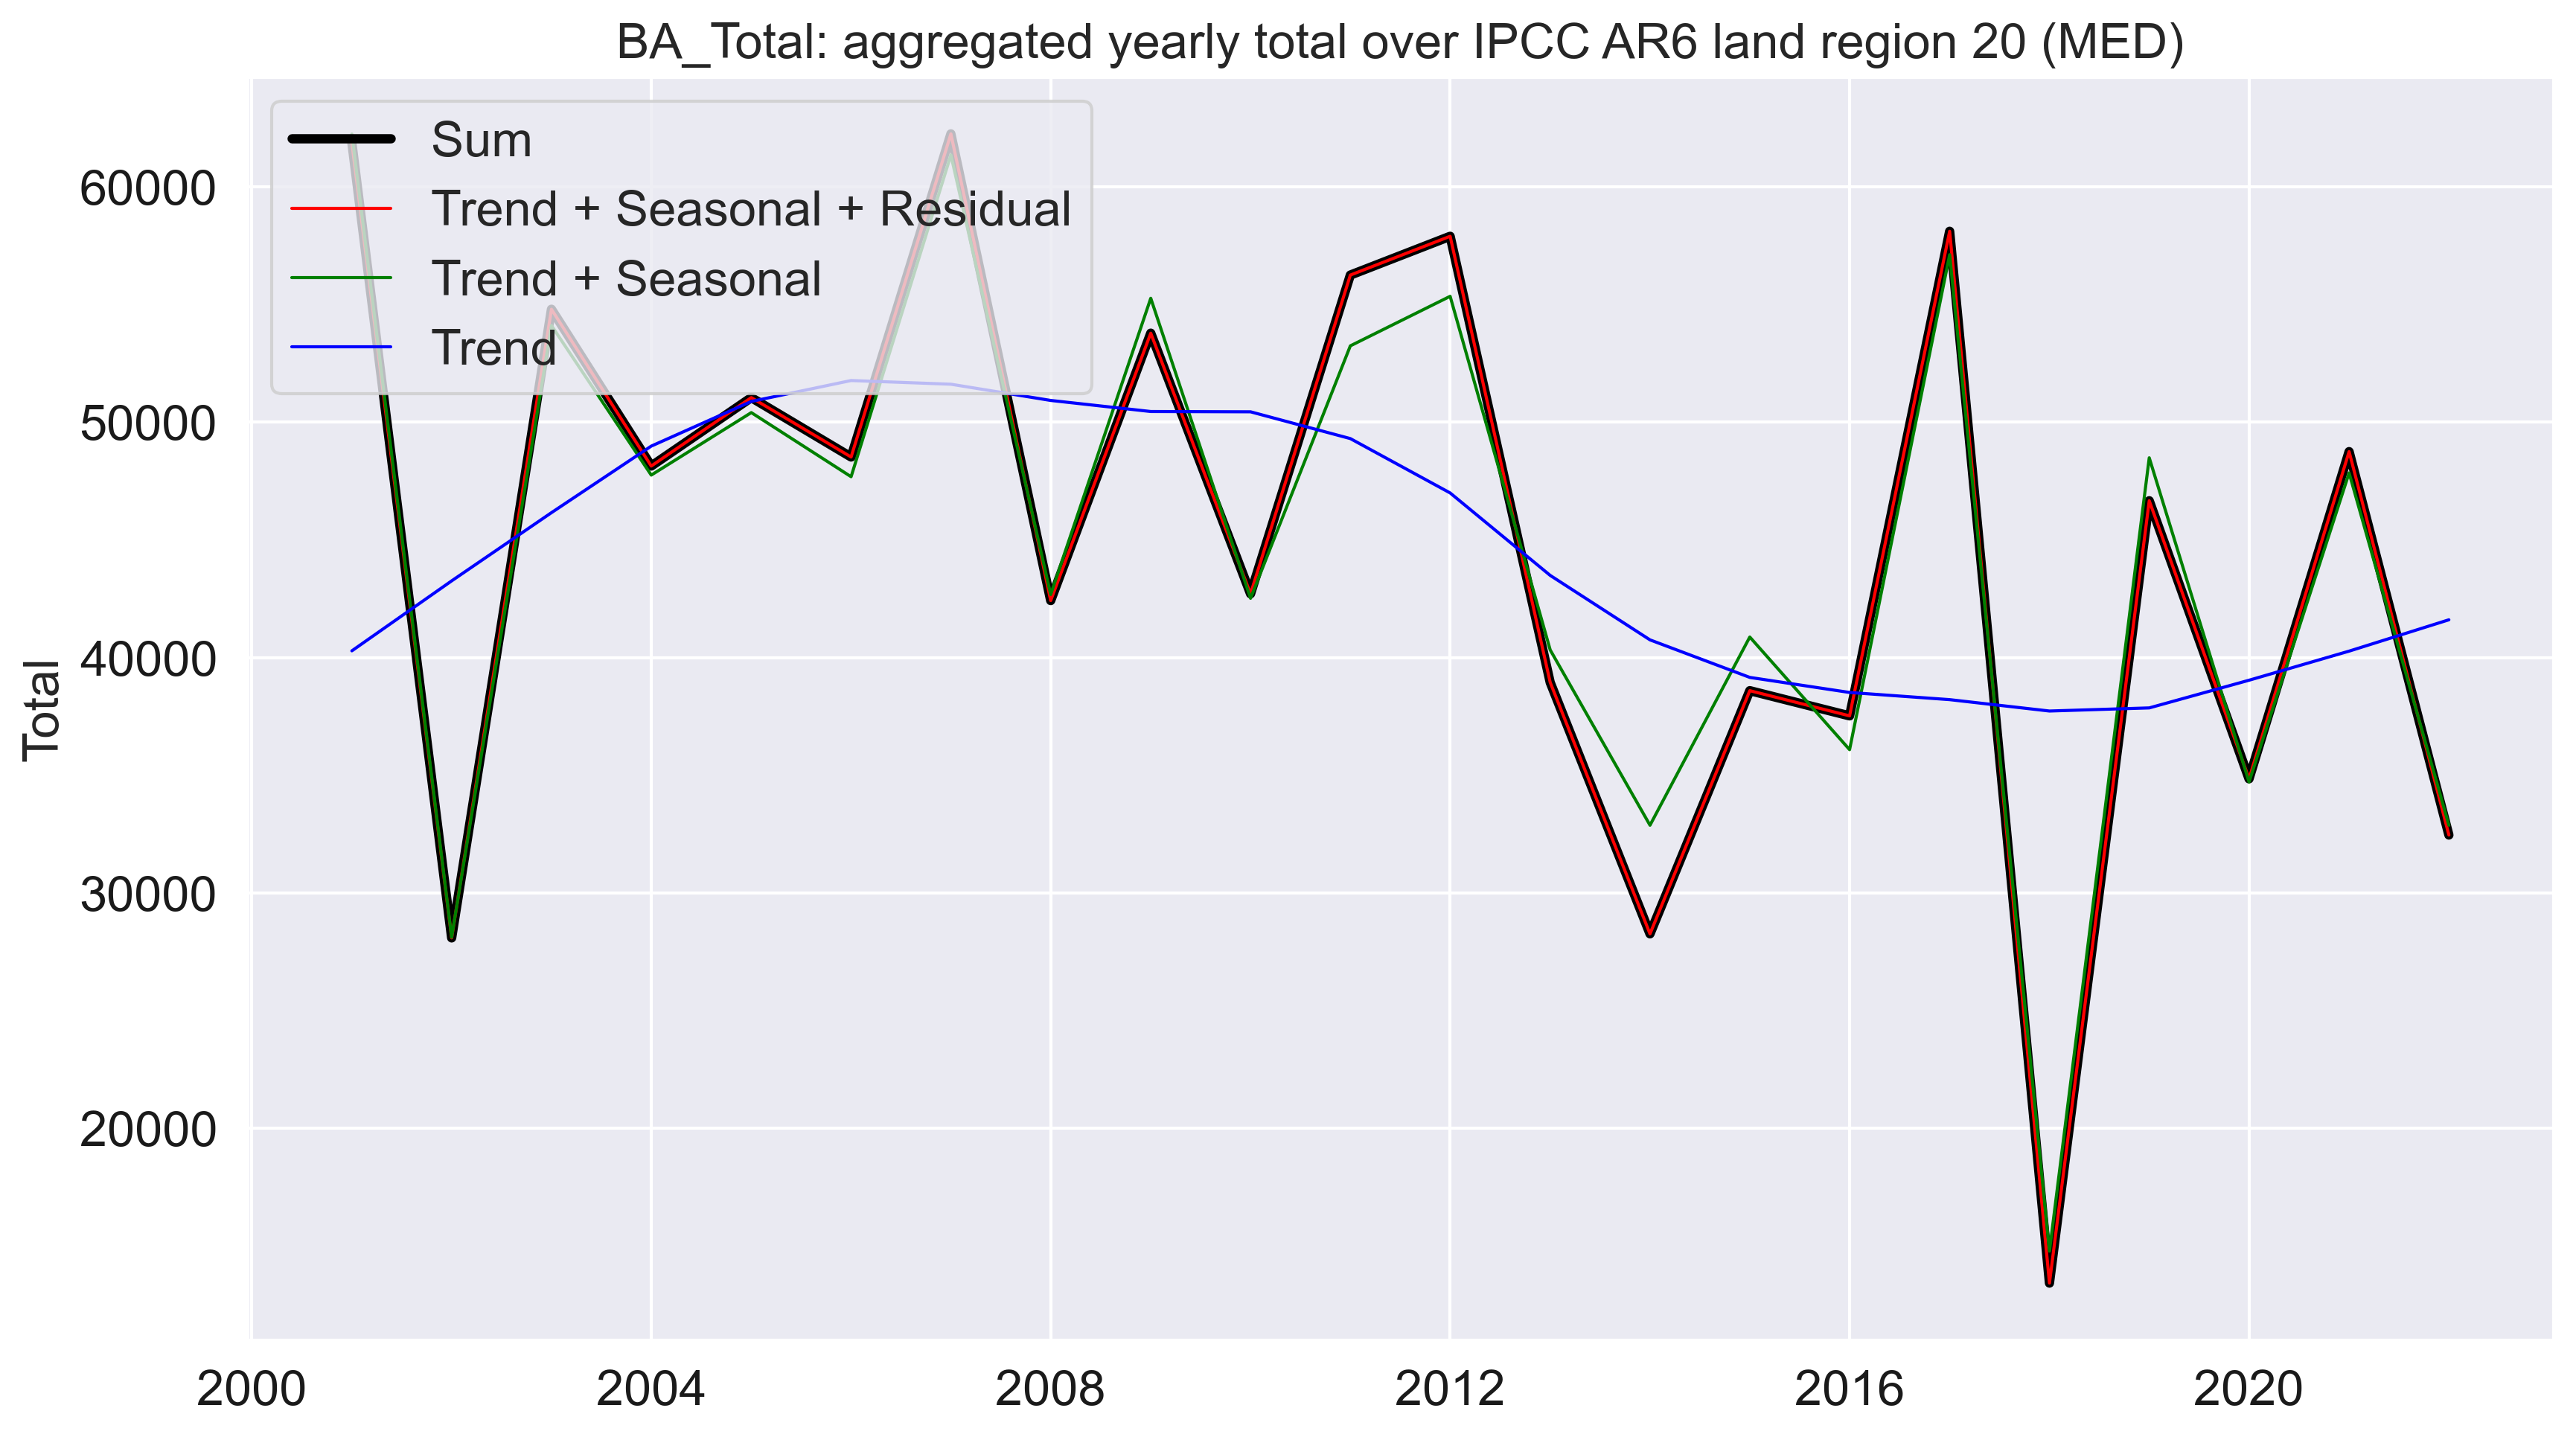 BA_Total: aggregated yearly total over IPCC AR6 land region 20 (MED)
Sum
Trend + Seasonal + Residual
Trend + Seasonal
Trend
60000
50000
40000
30000
20000
Total
2000 2004 2008 2012 2016 2020